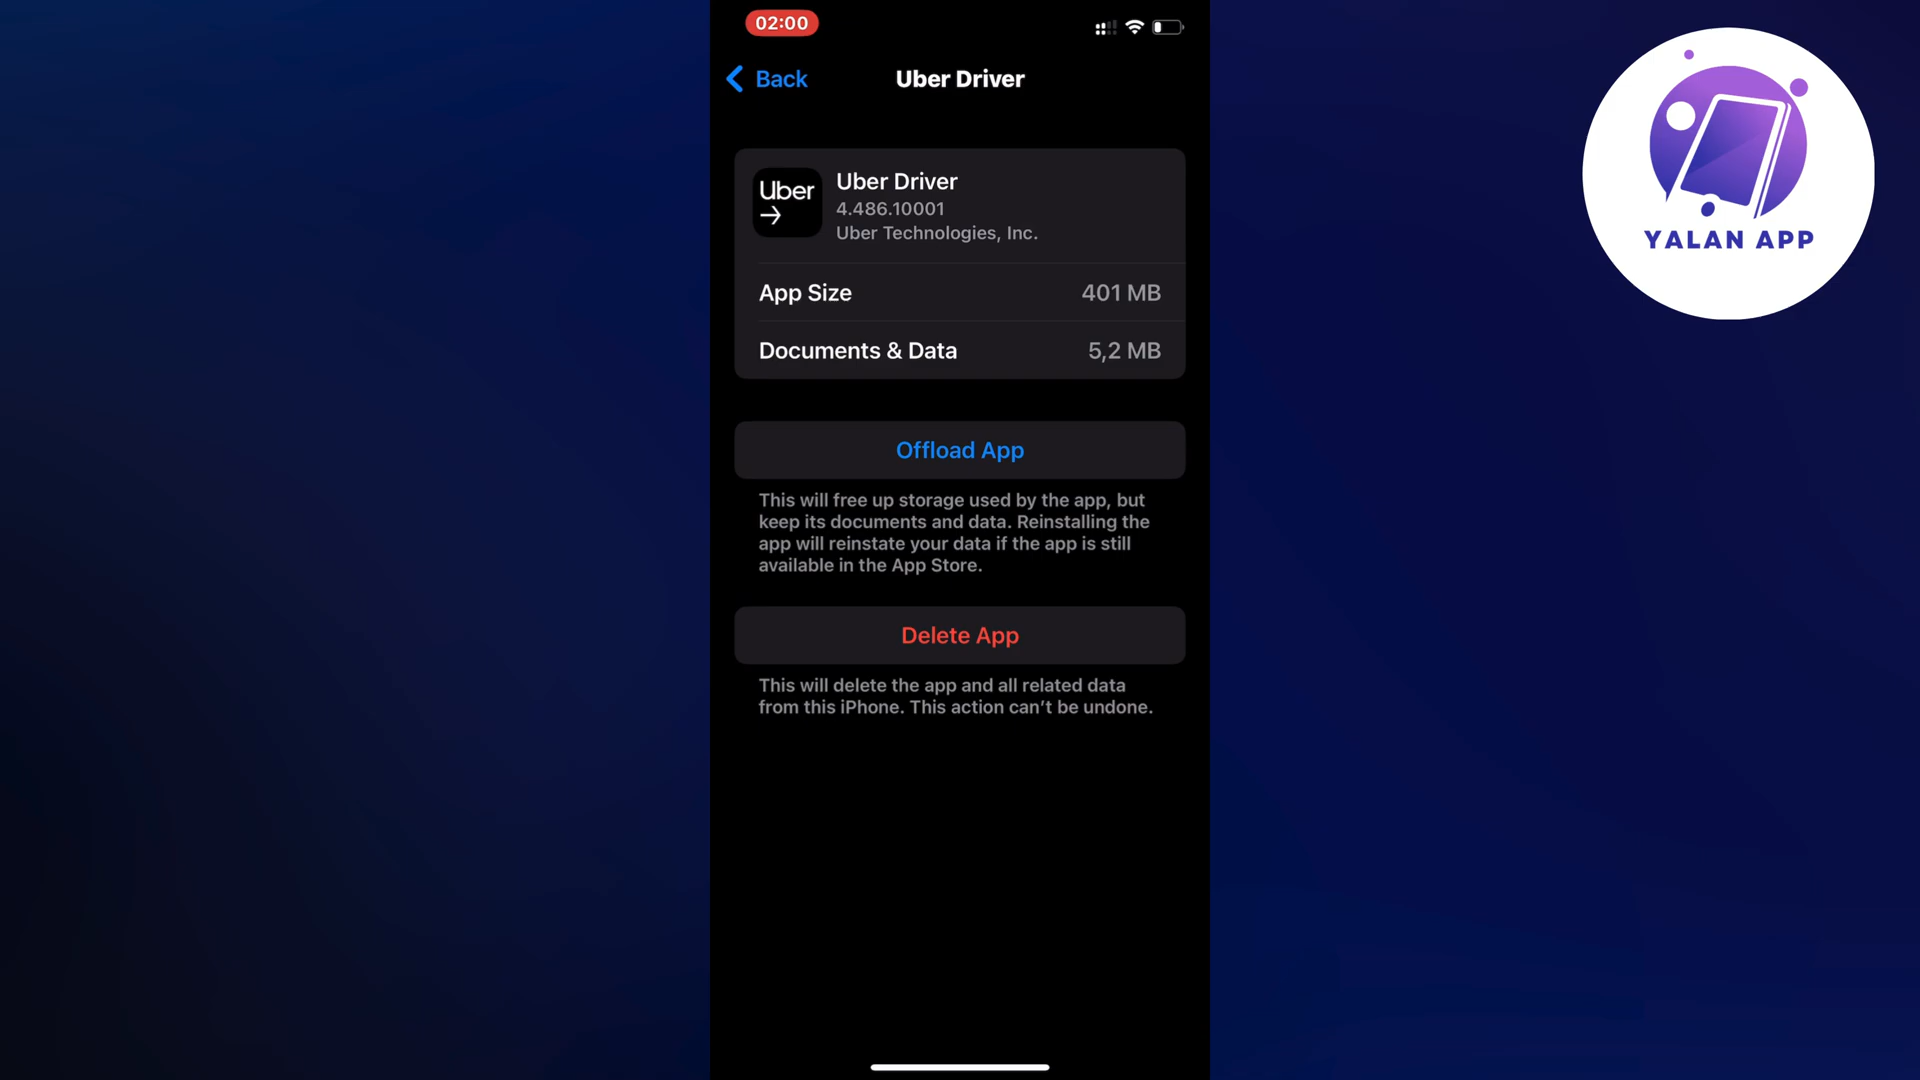 02:00
Back
Uber Driver
Uber
Uber Driver
4.486.10001
Uber Technologies, Inc.
App Size
401 MB
Documents & Data
5,2 MB
Offload App
This will free up storage used by the app, but
keep its documents and data. Reinstalling the
app will reinstate your data if the app is still
available in the App Store.
Delete App
This will delete the app and all related data
from this iPhone. This action can’t be undone.
YALAN APP